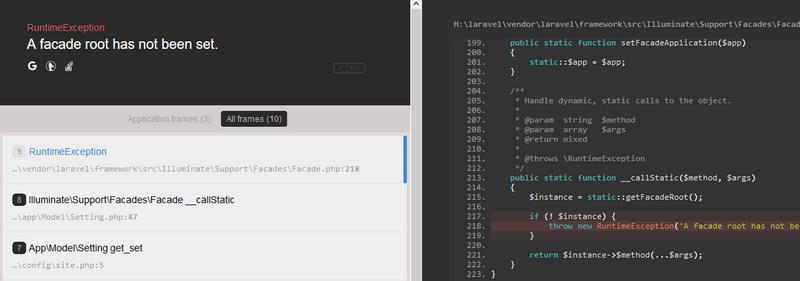 RuntimeException
A facade root has not been set.
COPY
Application frames (3) All frames (10)
9 RuntimeException
…\vendor\laravel\framework\src\Illuminate\Support\Facades\Facade.php:218
8 Illuminate\Support\Facades\Facade __callStatic
…\app\Model\Setting.php:47
7 App\Model\Setting get_set
…\config\site.php:5
H:\laravel\vendor\laravel\framework\src\Illuminate\Support\Facades\Facad
199. public static function setFacadeApplication($app)
200. {
201. static::$app = $app;
202. }
203.
204. /**
205. * Handle dynamic, static calls to the object.
206. *
207. * @param  string  $method
208. * @param  array   $args
209. * @return mixed
210. *
211. * @throws \RuntimeException
212. */
213. public static function __callStatic($method, $args)
214. {
215. $instance = static::getFacadeRoot();
216.
217. if (! $instance) {
218. throw new RuntimeException('A facade root has not be
219. }
220.
221. return $instance->$method(...$args);
222. }
223. }